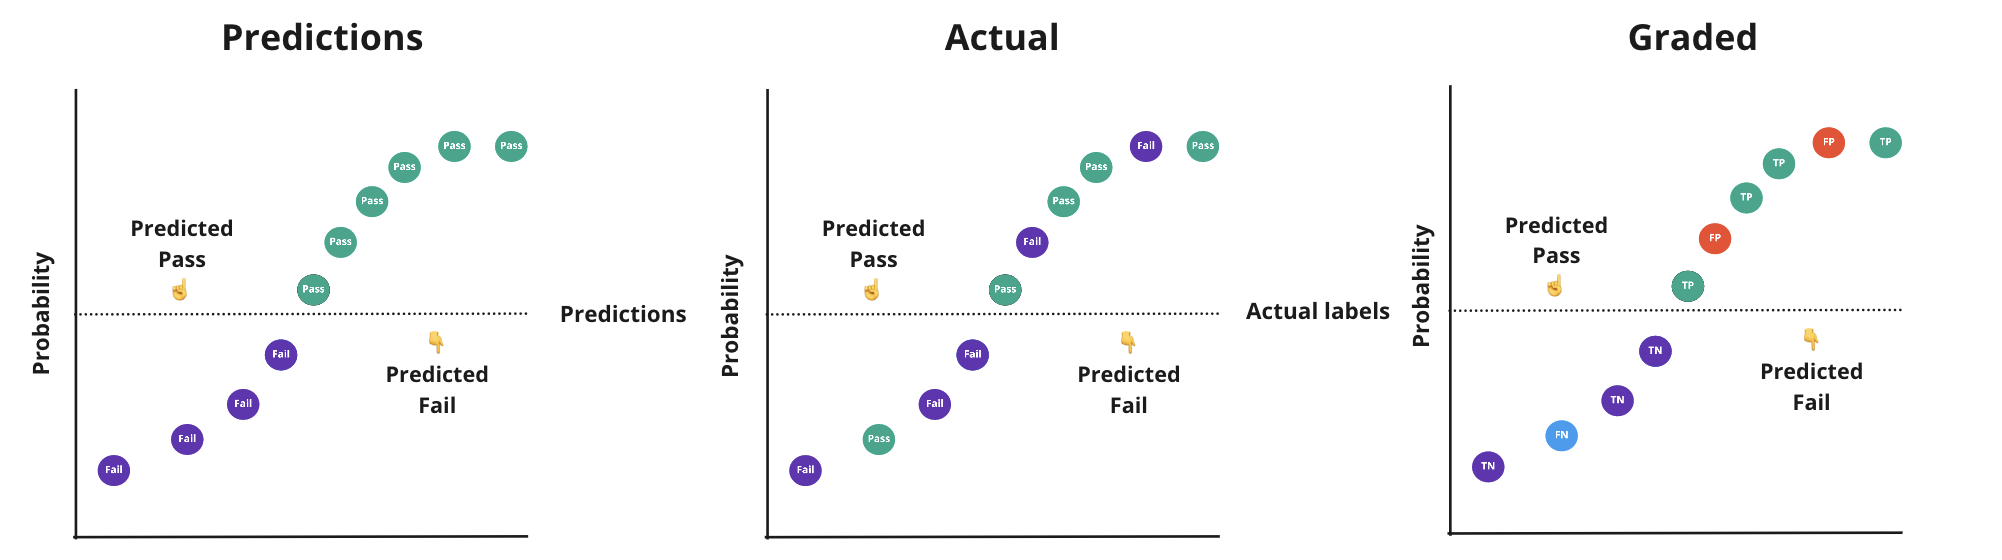 Predictions
Probability
Predicted
Pass
Pass
Pass
Pass
Pass
Pass
Pass
Fail
Fail
Fail
Fail
Predicted
Fail
Predictions
Actual
Probability
Predicted
Pass
Pass
Fail
Pass
Pass
Fail
Pass
Fail
Fail
Pass
Fail
Predicted
Fail
Actual labels
Graded
Probability
Predicted
Pass
TP
FP
TP
TP
FP
TP
TN
TN
FN
TN
Predicted
Fail